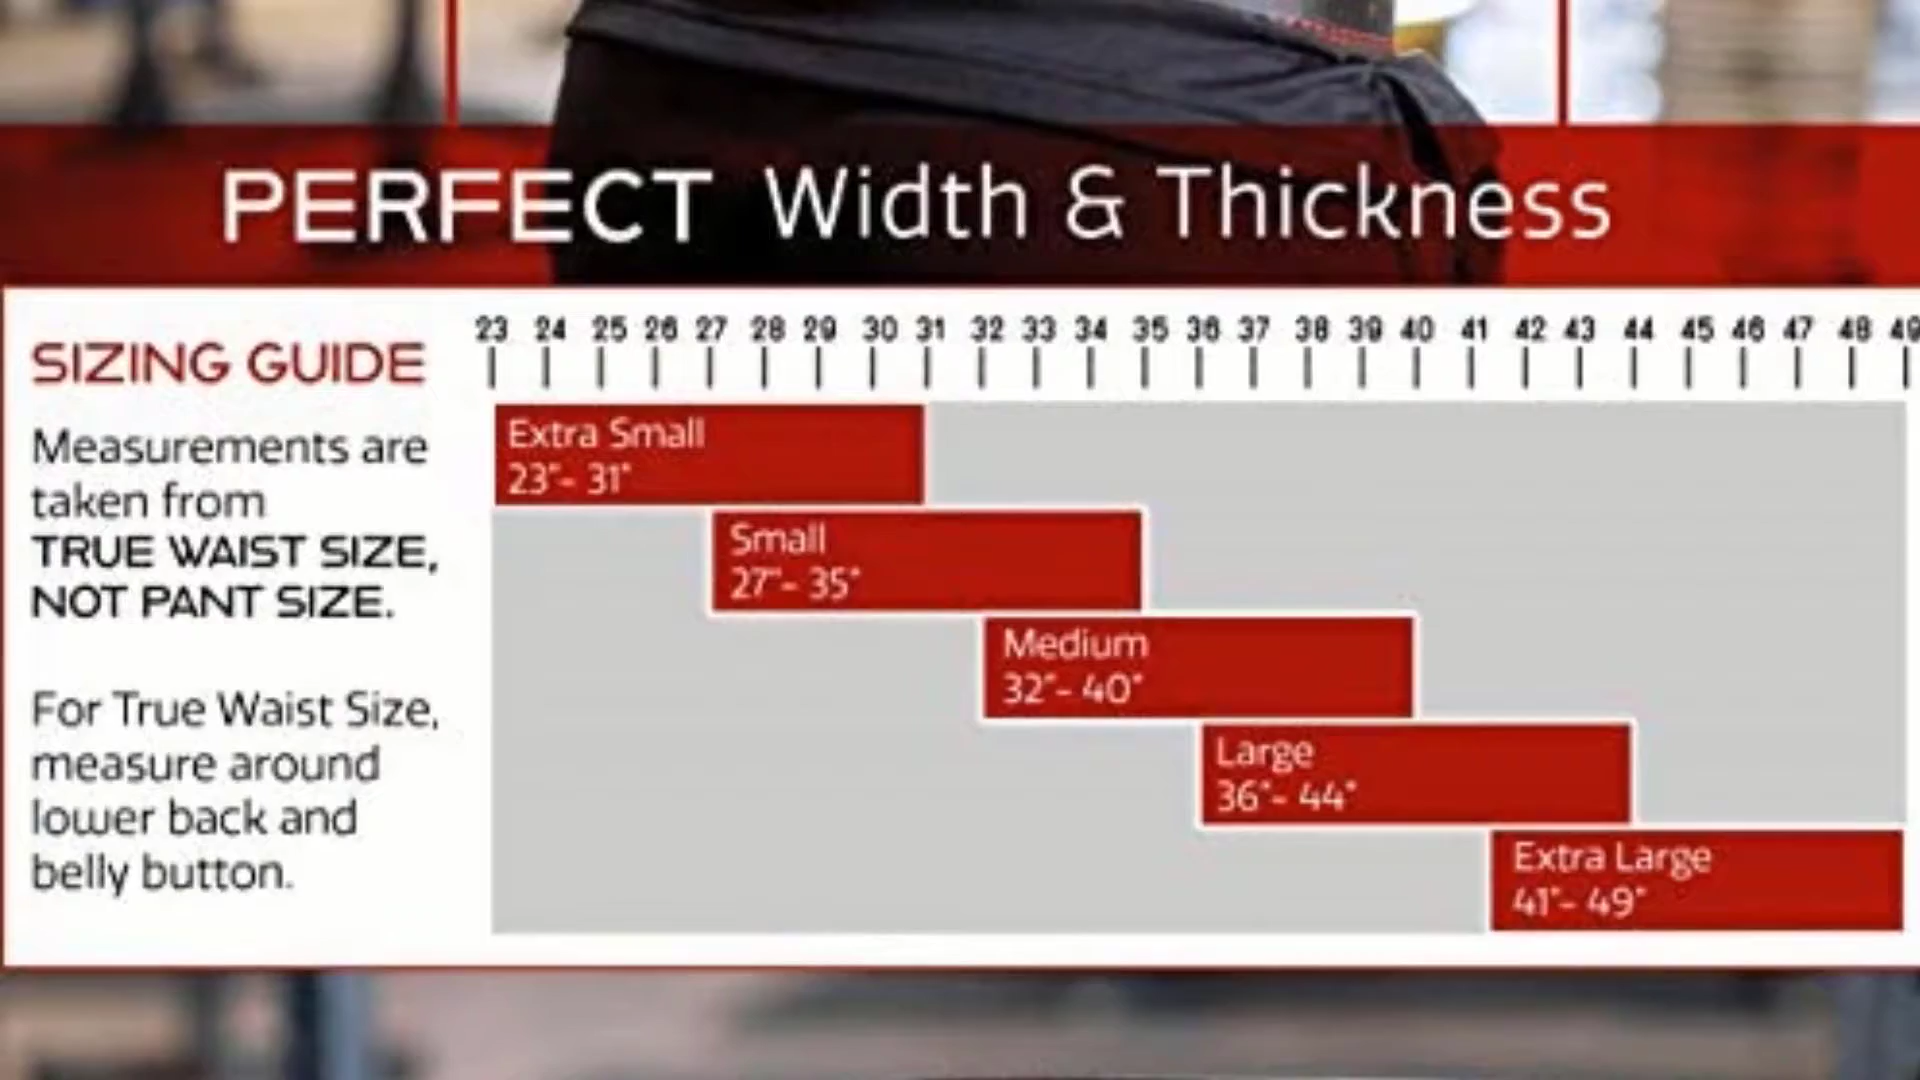 PERFECT Width & Thickness
SIZING GUIDE
23 24 25 26 27 28 29 30 31 32 33 34 35 36 37 38 39 40 41 42 43 44 45 46 47 48 49
Measurements are
taken from
TRUE WAIST SIZE,
NOT PANT SIZE.
For True Waist Size,
measure around
lower back and
belly button.
Extra Small
23"- 31"
Small
27"- 35"
Medium
32"- 40"
Large
36"- 44"
Extra Large
41"- 49"